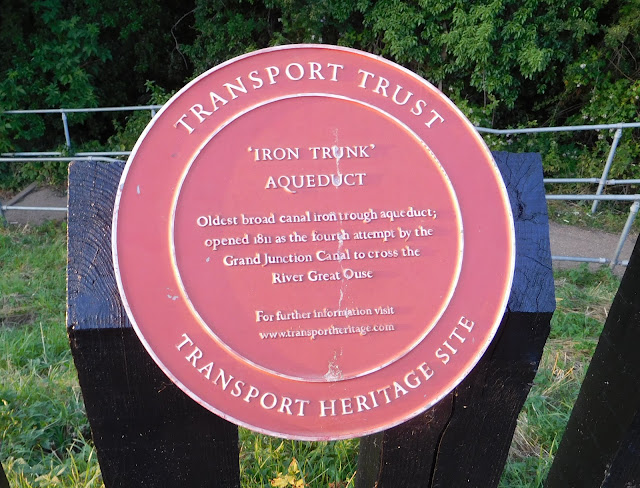 TRANSPORT TRUST
'IRON TRUNK'
AQUEDUCT
Oldest broad canal iron trough aqueduct;
opened 1811 as the fourth attempt by the
Grand Junction Canal to cross the
River Great Ouse
For further information visit
www.transportheritage.com
TRANSPORT HERITAGE SITE